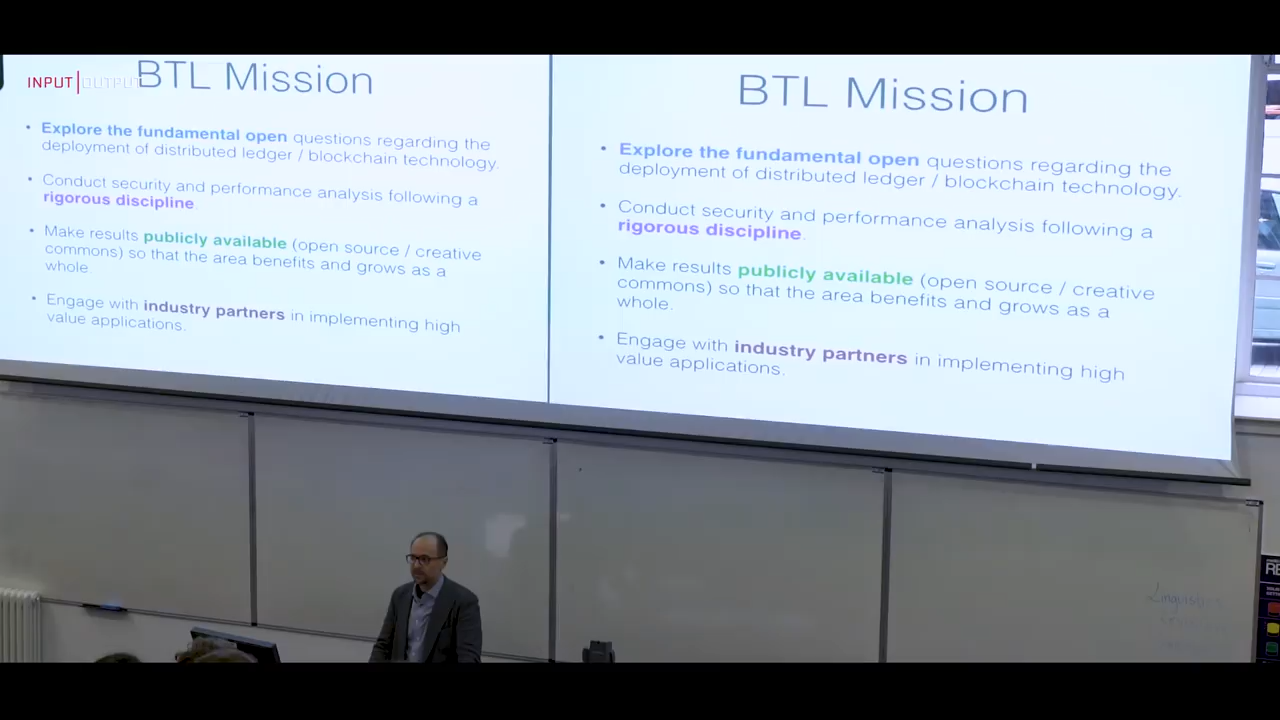 INPUT|OUTPUT
BTL Mission
• Explore the fundamental open questions regarding the
deployment of distributed ledger / blockchain technology.
• Conduct security and performance analysis following a
rigorous discipline.
• Make results publicly available (open source / creative
commons) so that the area benefits and grows as a
whole.
• Engage with industry partners in implementing high
value applications.
BTL Mission
• Explore the fundamental open questions regarding the
deployment of distributed ledger / blockchain technology.
• Conduct security and performance analysis following a
rigorous discipline.
• Make results publicly available (open source / creative
commons) so that the area benefits and grows as a
whole.
• Engage with industry partners in implementing high
value applications.
Linguistics
RE